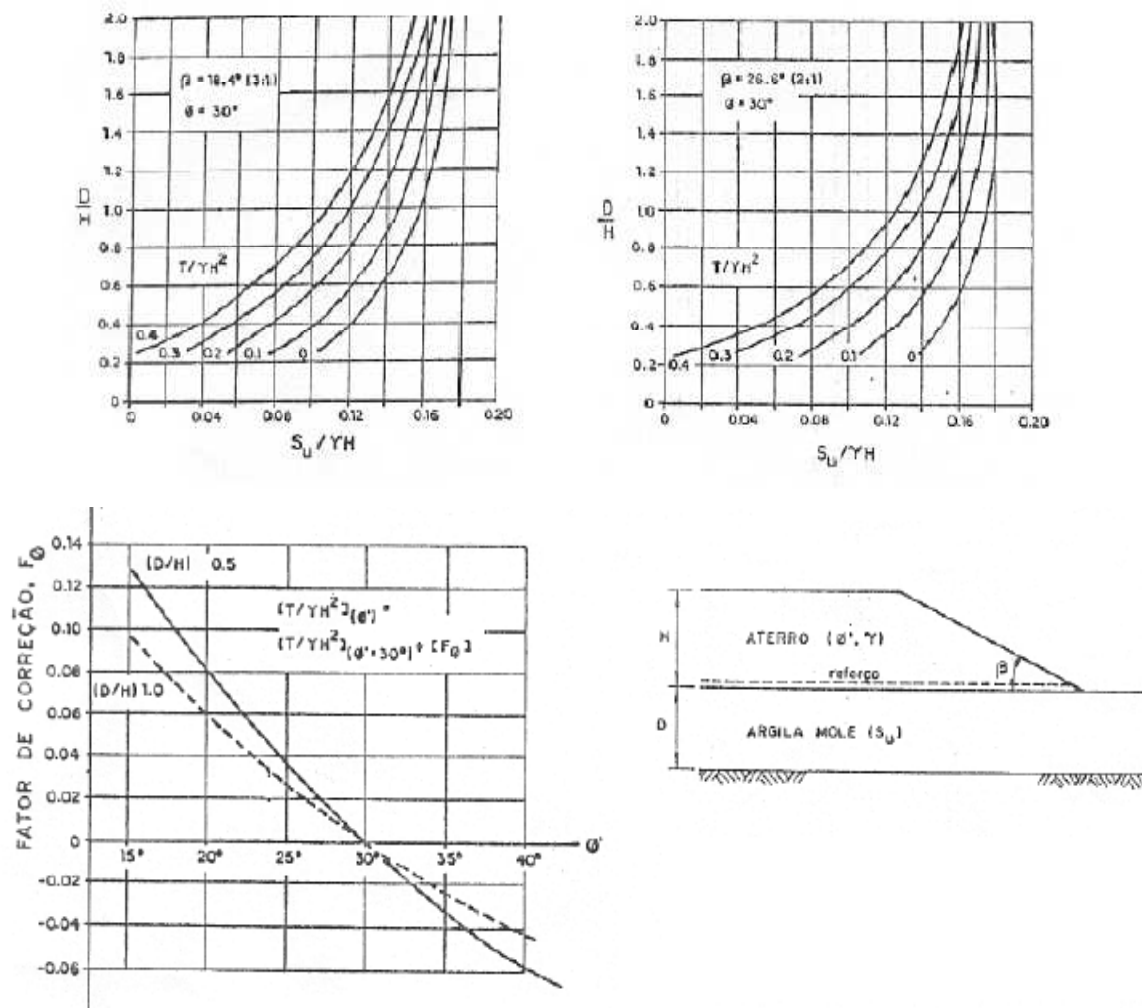 2.0
1.8
1.6
1.4
1.2
1.0
0.8
0.6
0.4
0.2
0
D
H
β = 18.4° (3:1)
Ø = 30°
T/γH²
0.4
0.3
0.2
0.1
0
0
0.04
0.08
0.12
0.16
0.20
Su/γH
2.0
1.8
1.6
1.4
1.2
1.0
0.8
0.6
0.4
0.2
0
D
H
β = 26.6° (2:1)
Ø = 30°
T/γH²
0.4
0.3
0.2
0.1
0
0
0.04
0.08
0.12
0.16
0.20
Su/γH
FATOR DE CORREÇÃO, FØ
0.14
0.12
0.10
0.08
0.06
0.04
0.02
0
-0.02
-0.04
-0.06
(D/H) 0.5
(D/H) 1.0
[T/γH²](Ø') =
[T/γH²](Ø'=30°) + [FØ]
15°
20°
25°
30°
35°
40°
Ø'
H
ATERRO (Ø', γ)
reforço
β
D
ARGILA MOLE (Su)